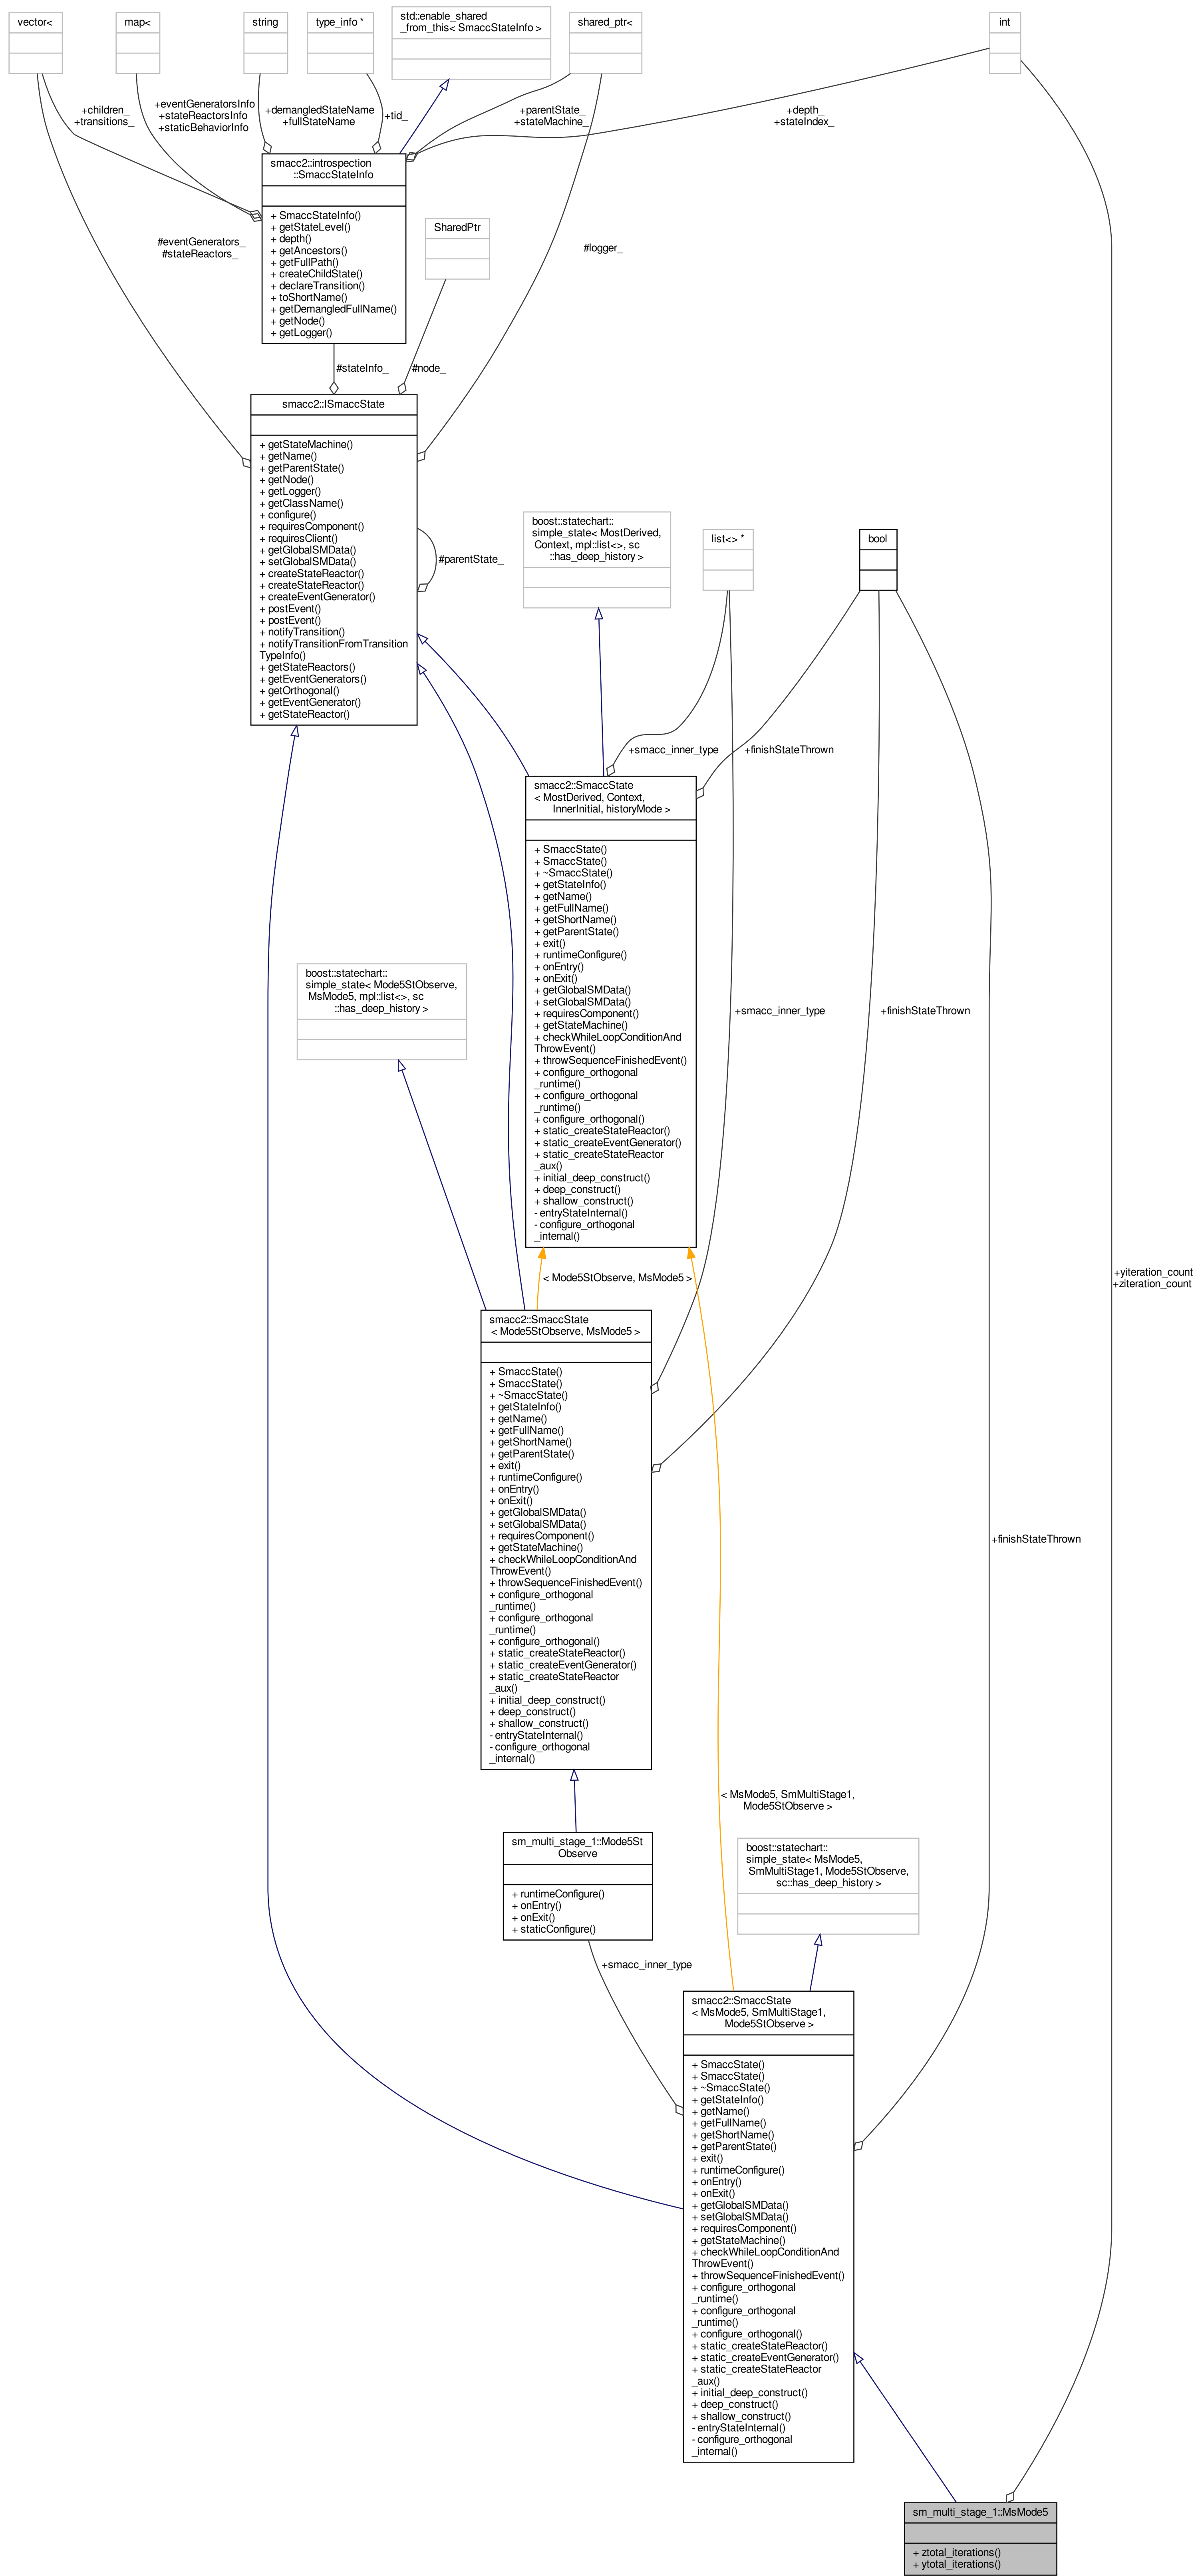 vector<
map<
string
type_info *
std::enable_shared
_from_this< SmaccStateInfo >
shared_ptr<
int
+children_
+transitions_
+eventGeneratorsInfo
+stateReactorsInfo
+staticBehaviorInfo
+demangledStateName
+fullStateName
+tid_
+parentState_
+stateMachine_
+depth_
+stateIndex_
smacc2::introspection
::SmaccStateInfo
+ SmaccStateInfo()
+ getStateLevel()
+ depth()
+ getAncestors()
+ getFullPath()
+ createChildState()
+ declareTransition()
+ toShortName()
+ getDemangledFullName()
+ getNode()
+ getLogger()
SharedPtr
#eventGenerators_
#stateReactors_
#logger_
#stateInfo_
#node_
smacc2::ISmaccState
+ getStateMachine()
+ getName()
+ getParentState()
+ getNode()
+ getLogger()
+ getClassName()
+ configure()
+ requiresComponent()
+ requiresClient()
+ getGlobalSMData()
+ setGlobalSMData()
+ createStateReactor()
+ createStateReactor()
+ createEventGenerator()
+ postEvent()
+ postEvent()
+ notifyTransition()
+ notifyTransitionFromTransition
TypeInfo()
+ getStateReactors()
+ getEventGenerators()
+ getOrthogonal()
+ getEventGenerator()
+ getStateReactor()
#parentState_
boost::statechart::
simple_state< MostDerived,
Context, mpl::list<>, sc
::has_deep_history >
list<> *
bool
+smacc_inner_type
+finishStateThrown
smacc2::SmaccState
< MostDerived, Context,
InnerInitial, historyMode >
+ SmaccState()
+ SmaccState()
+ ~SmaccState()
+ getStateInfo()
+ getName()
+ getFullName()
+ getShortName()
+ getParentState()
+ exit()
+ runtimeConfigure()
+ onEntry()
+ onExit()
+ getGlobalSMData()
+ setGlobalSMData()
+ requiresComponent()
+ getStateMachine()
+ checkWhileLoopConditionAnd
ThrowEvent()
+ throwSequenceFinishedEvent()
+ configure_orthogonal
_runtime()
+ configure_orthogonal
_runtime()
+ configure_orthogonal()
+ static_createStateReactor()
+ static_createEventGenerator()
+ static_createStateReactor
_aux()
+ initial_deep_construct()
+ deep_construct()
+ shallow_construct()
- entryStateInternal()
- configure_orthogonal
_internal()
boost::statechart::
simple_state< Mode5StObserve,
MsMode5, mpl::list<>, sc
::has_deep_history >
+smacc_inner_type
+finishStateThrown
< Mode5StObserve, MsMode5 >
+yiteration_count
+ziteration_count
smacc2::SmaccState
< Mode5StObserve, MsMode5 >
+ SmaccState()
+ SmaccState()
+ ~SmaccState()
+ getStateInfo()
+ getName()
+ getFullName()
+ getShortName()
+ getParentState()
+ exit()
+ runtimeConfigure()
+ onEntry()
+ onExit()
+ getGlobalSMData()
+ setGlobalSMData()
+ requiresComponent()
+ getStateMachine()
+ checkWhileLoopConditionAnd
ThrowEvent()
+ throwSequenceFinishedEvent()
+ configure_orthogonal
_runtime()
+ configure_orthogonal
_runtime()
+ configure_orthogonal()
+ static_createStateReactor()
+ static_createEventGenerator()
+ static_createStateReactor
_aux()
+ initial_deep_construct()
+ deep_construct()
+ shallow_construct()
- entryStateInternal()
- configure_orthogonal
_internal()
+finishStateThrown
< MsMode5, SmMultiStage1,
Mode5StObserve >
sm_multi_stage_1::Mode5St
Observe
+ runtimeConfigure()
+ onEntry()
+ onExit()
+ staticConfigure()
boost::statechart::
simple_state< MsMode5,
SmMultiStage1, Mode5StObserve,
sc::has_deep_history >
+smacc_inner_type
smacc2::SmaccState
< MsMode5, SmMultiStage1,
Mode5StObserve >
+ SmaccState()
+ SmaccState()
+ ~SmaccState()
+ getStateInfo()
+ getName()
+ getFullName()
+ getShortName()
+ getParentState()
+ exit()
+ runtimeConfigure()
+ onEntry()
+ onExit()
+ getGlobalSMData()
+ setGlobalSMData()
+ requiresComponent()
+ getStateMachine()
+ checkWhileLoopConditionAnd
ThrowEvent()
+ throwSequenceFinishedEvent()
+ configure_orthogonal
_runtime()
+ configure_orthogonal
_runtime()
+ configure_orthogonal()
+ static_createStateReactor()
+ static_createEventGenerator()
+ static_createStateReactor
_aux()
+ initial_deep_construct()
+ deep_construct()
+ shallow_construct()
- entryStateInternal()
- configure_orthogonal
_internal()
sm_multi_stage_1::MsMode5
+ ztotal_iterations()
+ ytotal_iterations()